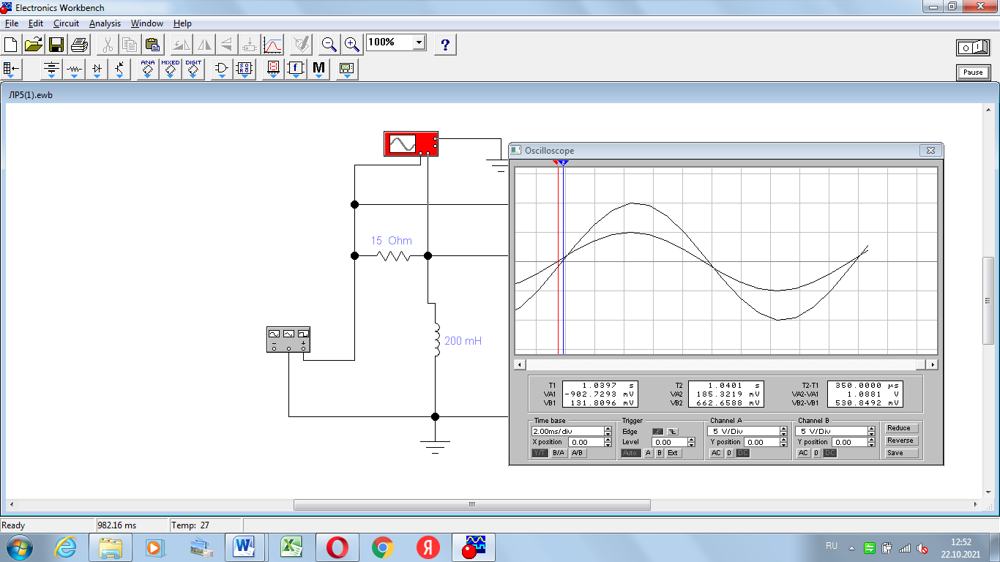 Electronics Workbench
File Edit Circuit Analysis Window Help
100%
?
ANA MIXED DIGIT
f M
Pause
ЛР5(1).ewb
15 Ohm
200 mH
Oscilloscope
T1 1.0397 s T2 1.0401 s T2-T1 350.0000 µs
VA1 -902.7293 mV VA2 185.3219 mV VA2-VA1 1.0881 V
VB1 131.8096 mV VB2 662.6588 mV VB2-VB1 530.8492 mV
Time base Trigger Channel A Channel B
2.00ms/div Edge 5 V/Div 5 V/Div Reduce
X position 0.00 Level 0.00 Y position 0.00 Y position 0.00 Reverse
Y/T B/A A/B Auto A B Ext AC 0 DC AC 0 DC Save
Ready 982.16 ms Temp: 27
RU 12:52
22.10.2021